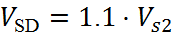 V_SD = 1.1 · V_s2